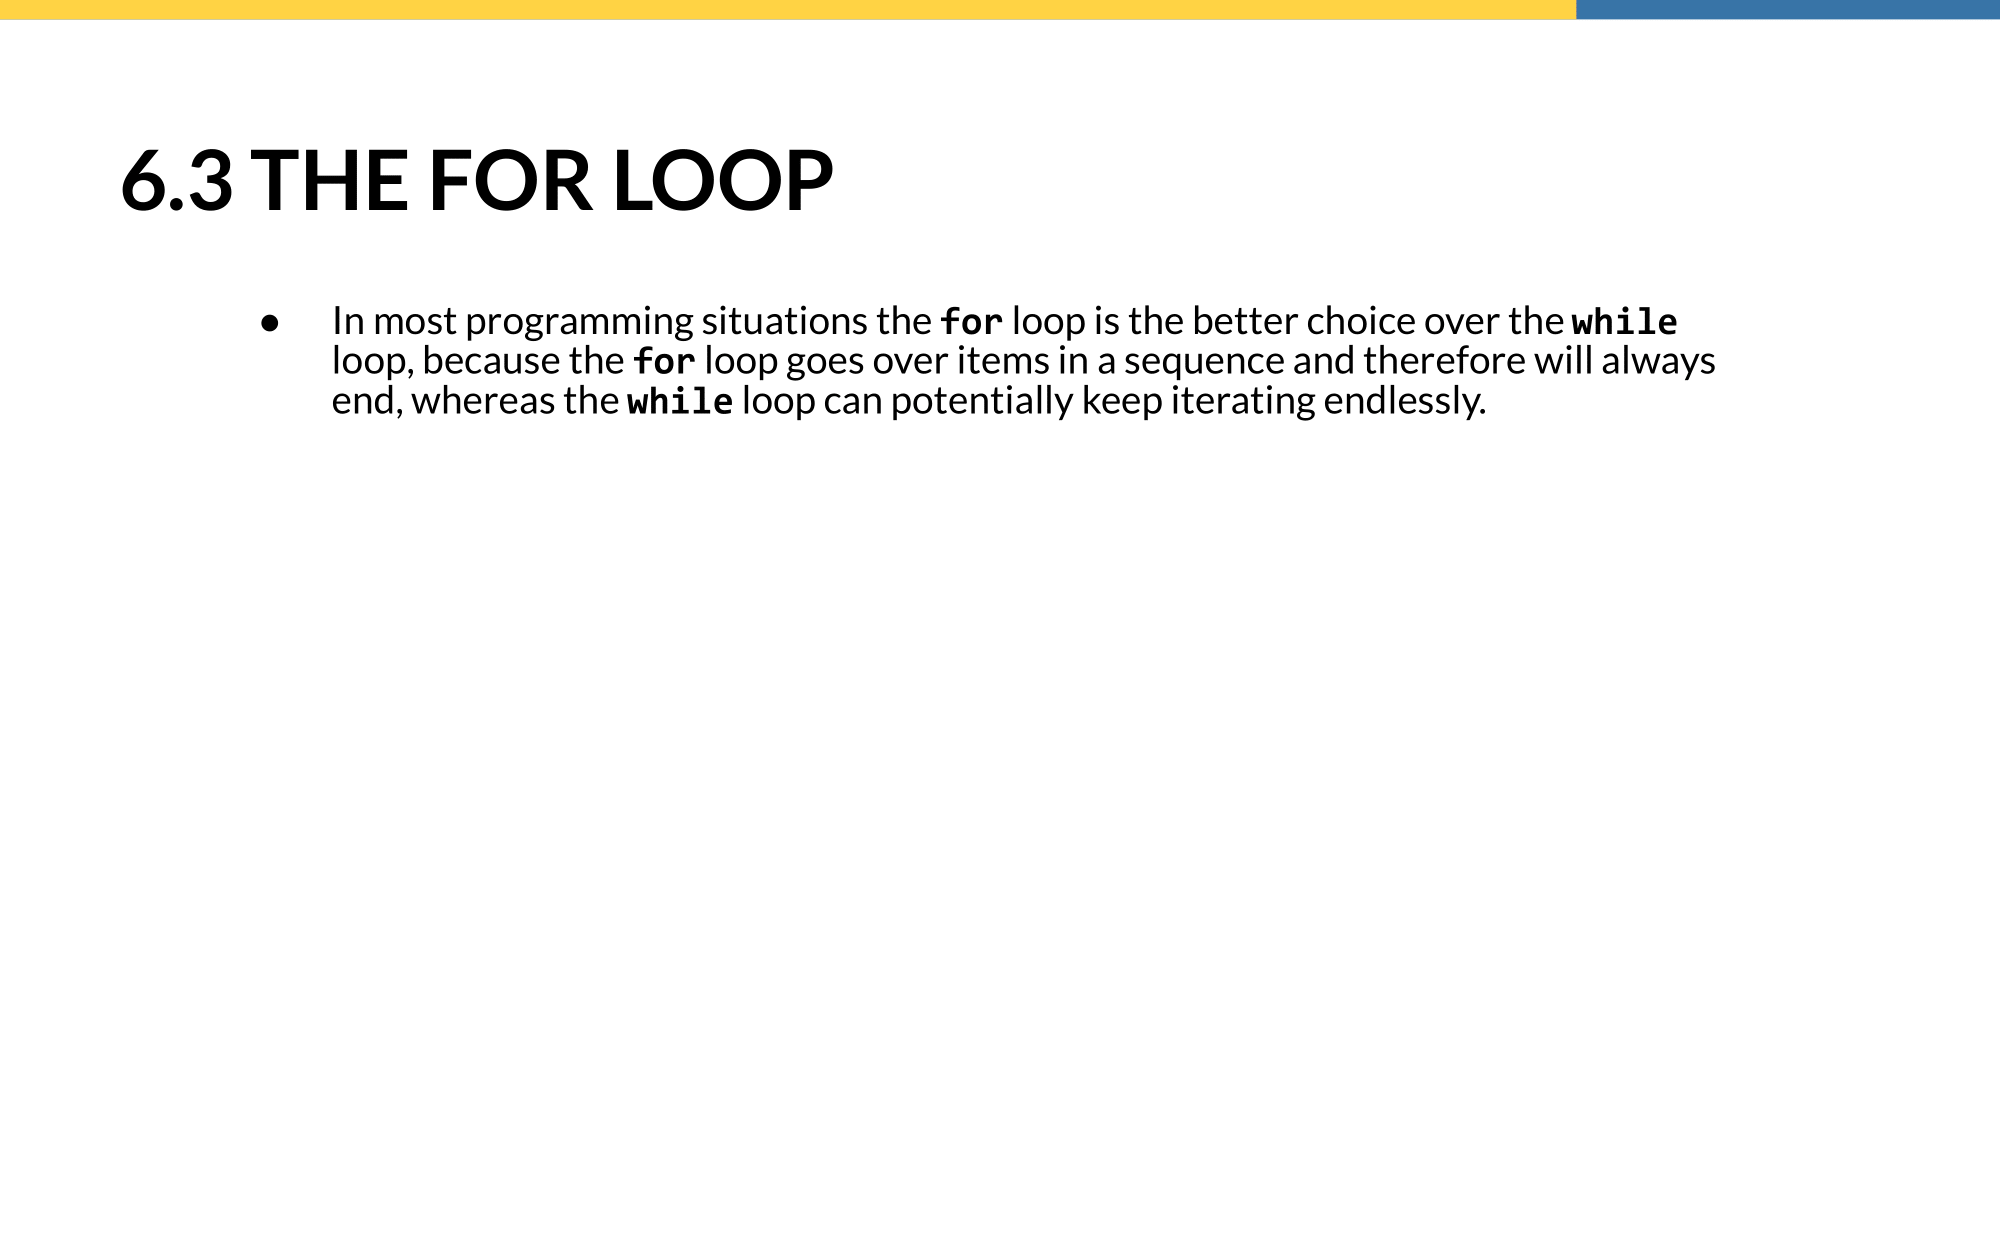 6.3 THE FOR LOOP
● In most programming situations the for loop is the better choice over the while
loop, because the for loop goes over items in a sequence and therefore will always
end, whereas the while loop can potentially keep iterating endlessly.